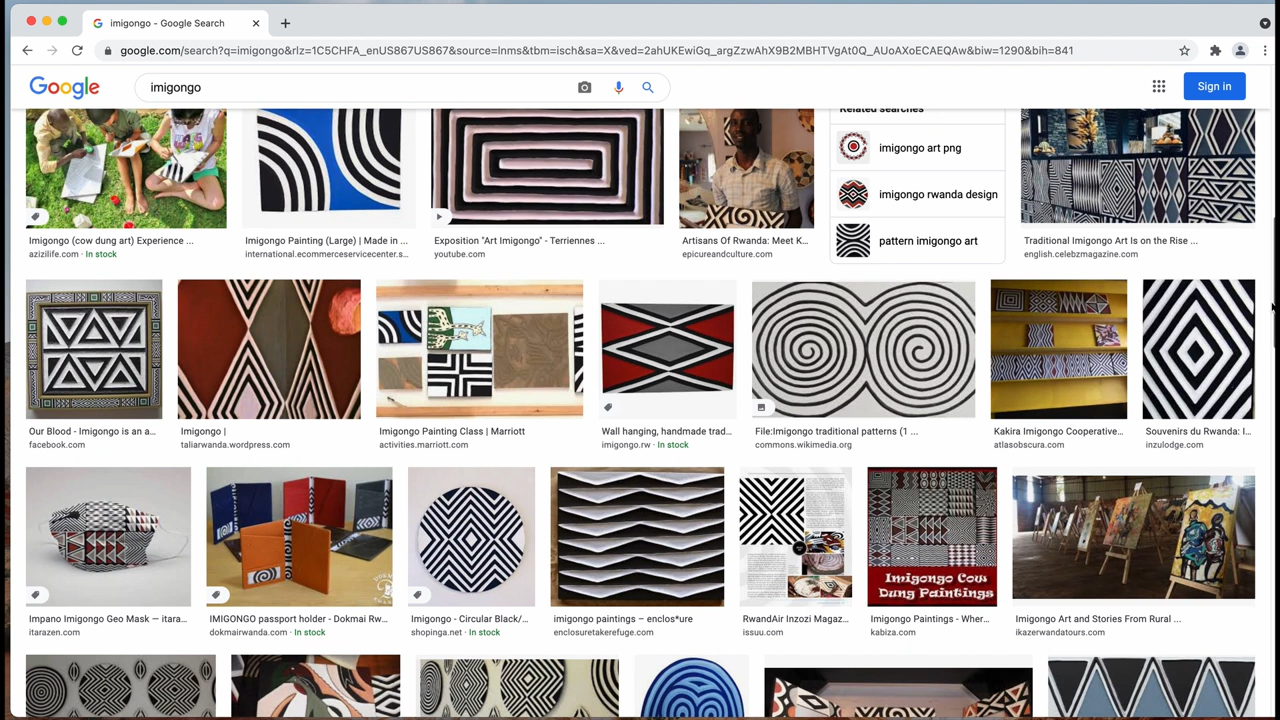 imigongo - Google Search
google.com/search?q=imigongo&rlz=1C5CHFA_enUS867US867&source=lnms&tbm=isch&sa=X&ved=2ahUKEwiGq_argZzwAhX9B2MBHTVgAt0Q_AUoAXoECAEQAw&biw=1290&bih=841
Google
imigongo
Sign in
Related searches
imigongo art png
imigongo rwanda design
pattern imigongo art
Imigongo (cow dung art) Experience ...
azizilife.com · In stock
Imigongo Painting (Large) | Made in ...
international.ecommerceservicecenter.s...
Exposition "Art Imigongo" - Terriennes ...
youtube.com
Artisans Of Rwanda: Meet K...
epicureandculture.com
Traditional Imigongo Art Is on the Rise ...
english.celebzmagazine.com
Our Blood - Imigongo is an a...
facebook.com
Imigongo |
taliarwanda.wordpress.com
Imigongo Painting Class | Marriott
activities.marriott.com
Wall hanging, handmade trad...
imigongo.rw · In stock
File:Imigongo traditional patterns (1 ...
commons.wikimedia.org
Kakira Imigongo Cooperative...
atlasobscura.com
Souvenirs du Rwanda: I...
inzulodge.com
Imigongo Cow
Dung Paintings
Impano Imigongo Geo Mask — itara...
itarazen.com
IMIGONGO passport holder - Dokmai Rw...
dokmairwanda.com · In stock
Imigongo - Circular Black/...
shopinga.net · In stock
imigongo paintings – enclos*ure
enclosuretakerefuge.com
RwandAir Inzozi Magaz...
issuu.com
Imigongo Paintings - Wher...
kabiza.com
Imigongo Art and Stories From Rural ...
ikazerwandatours.com